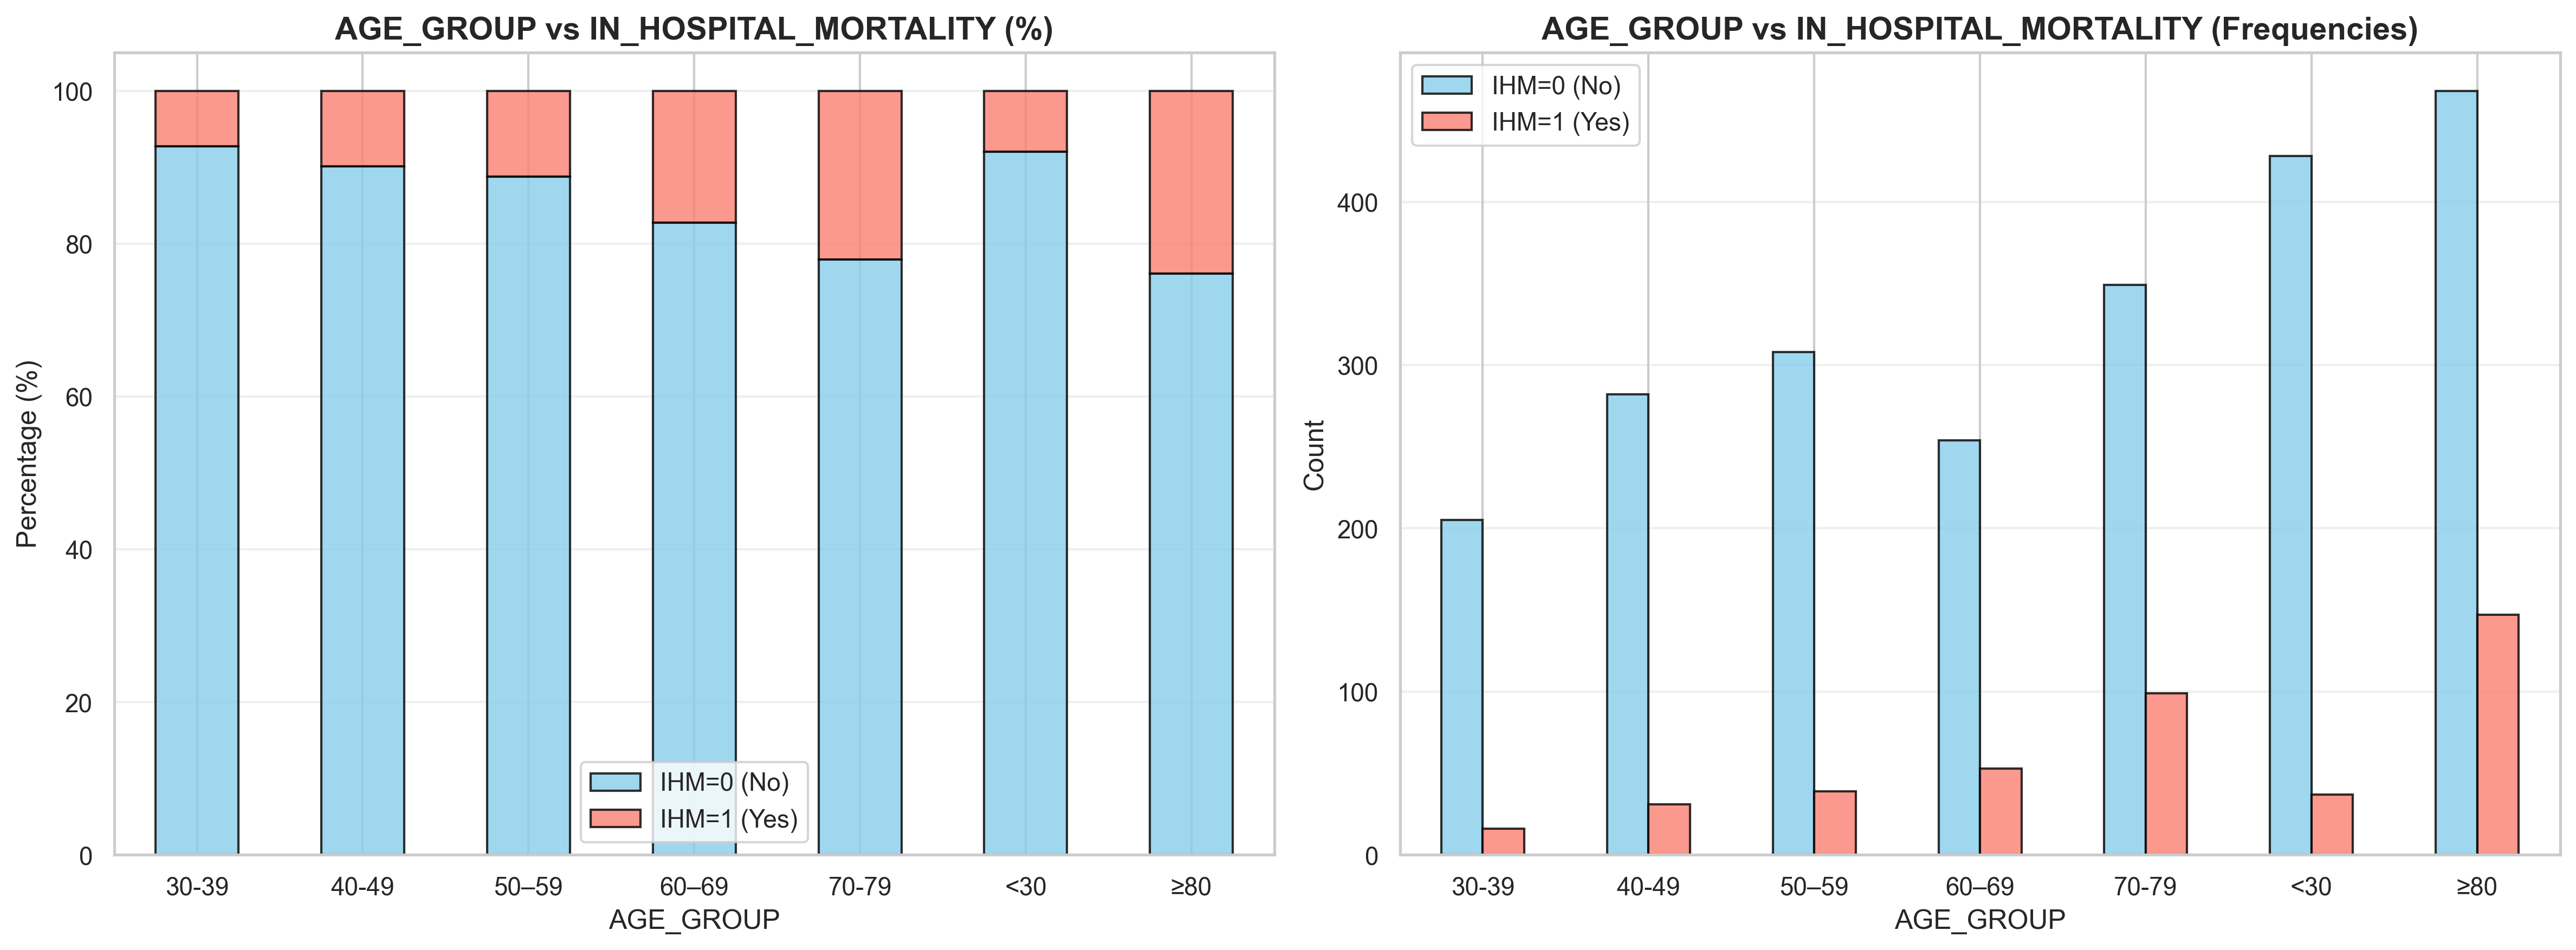 AGE_GROUP vs IN_HOSPITAL_MORTALITY (%)
Percentage (%)
100
80
60
40
20
0
IHM=0 (No)
IHM=1 (Yes)
30-39 40-49 50–59 60–69 70-79 <30 ≥80
AGE_GROUP
AGE_GROUP vs IN_HOSPITAL_MORTALITY (Frequencies)
IHM=0 (No)
IHM=1 (Yes)
Count
400
300
200
100
0
30-39 40-49 50–59 60–69 70-79 <30 ≥80
AGE_GROUP